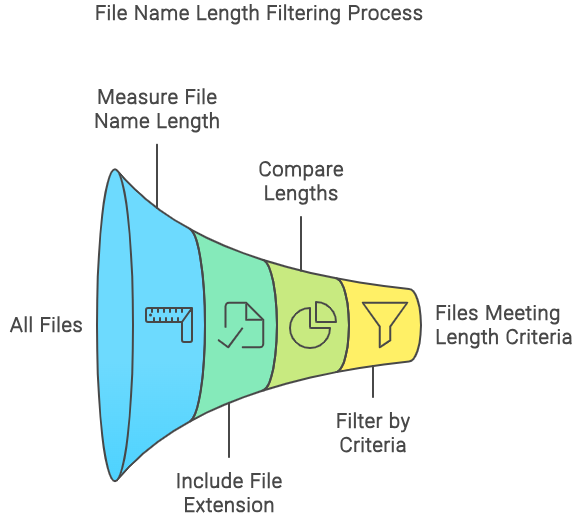 File Name Length Filtering Process
Measure File
Name Length
Compare
Lengths
All Files
Files Meeting
Length Criteria
Filter by
Criteria
Include File
Extension